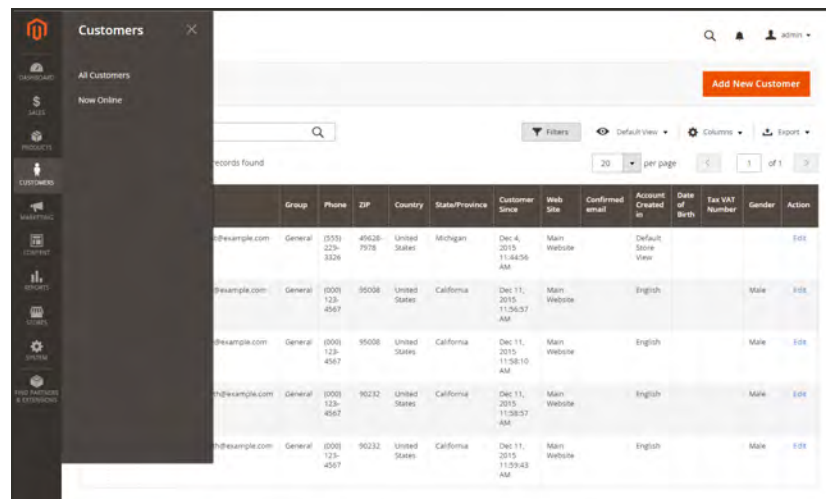 Customers
All Customers
Now Online
DASHBOARD
SALES
PRODUCTS
CUSTOMERS
MARKETING
CONTENT
REPORTS
STORES
SYSTEM
FIND PARTNERS
& EXTENSIONS
admin
Add New Customer
Filters Default View Columns Export
records found 20 per page 1 of 1
Group Phone ZIP Country State/Province Customer Since Web Site Confirmed email Account Created in Date of Birth Tax VAT Number Gender Action
@example.com General (555) 229-3326 49628-7978 United States Michigan Dec 4, 2015 11:44:56 AM Main Website Default Store View Edit
@example.com General (000) 123-4567 95008 United States California Dec 11, 2015 11:56:57 AM Main Website English Male Edit
@example.com General (000) 123-4567 95008 United States California Dec 11, 2015 11:58:10 AM Main Website English Male Edit
th@example.com General (000) 123-4567 90232 United States California Dec 11, 2015 11:58:57 AM Main Website English Male Edit
th@example.com General (000) 123-4567 90232 United States California Dec 11, 2015 11:59:43 AM Main Website English Male Edit